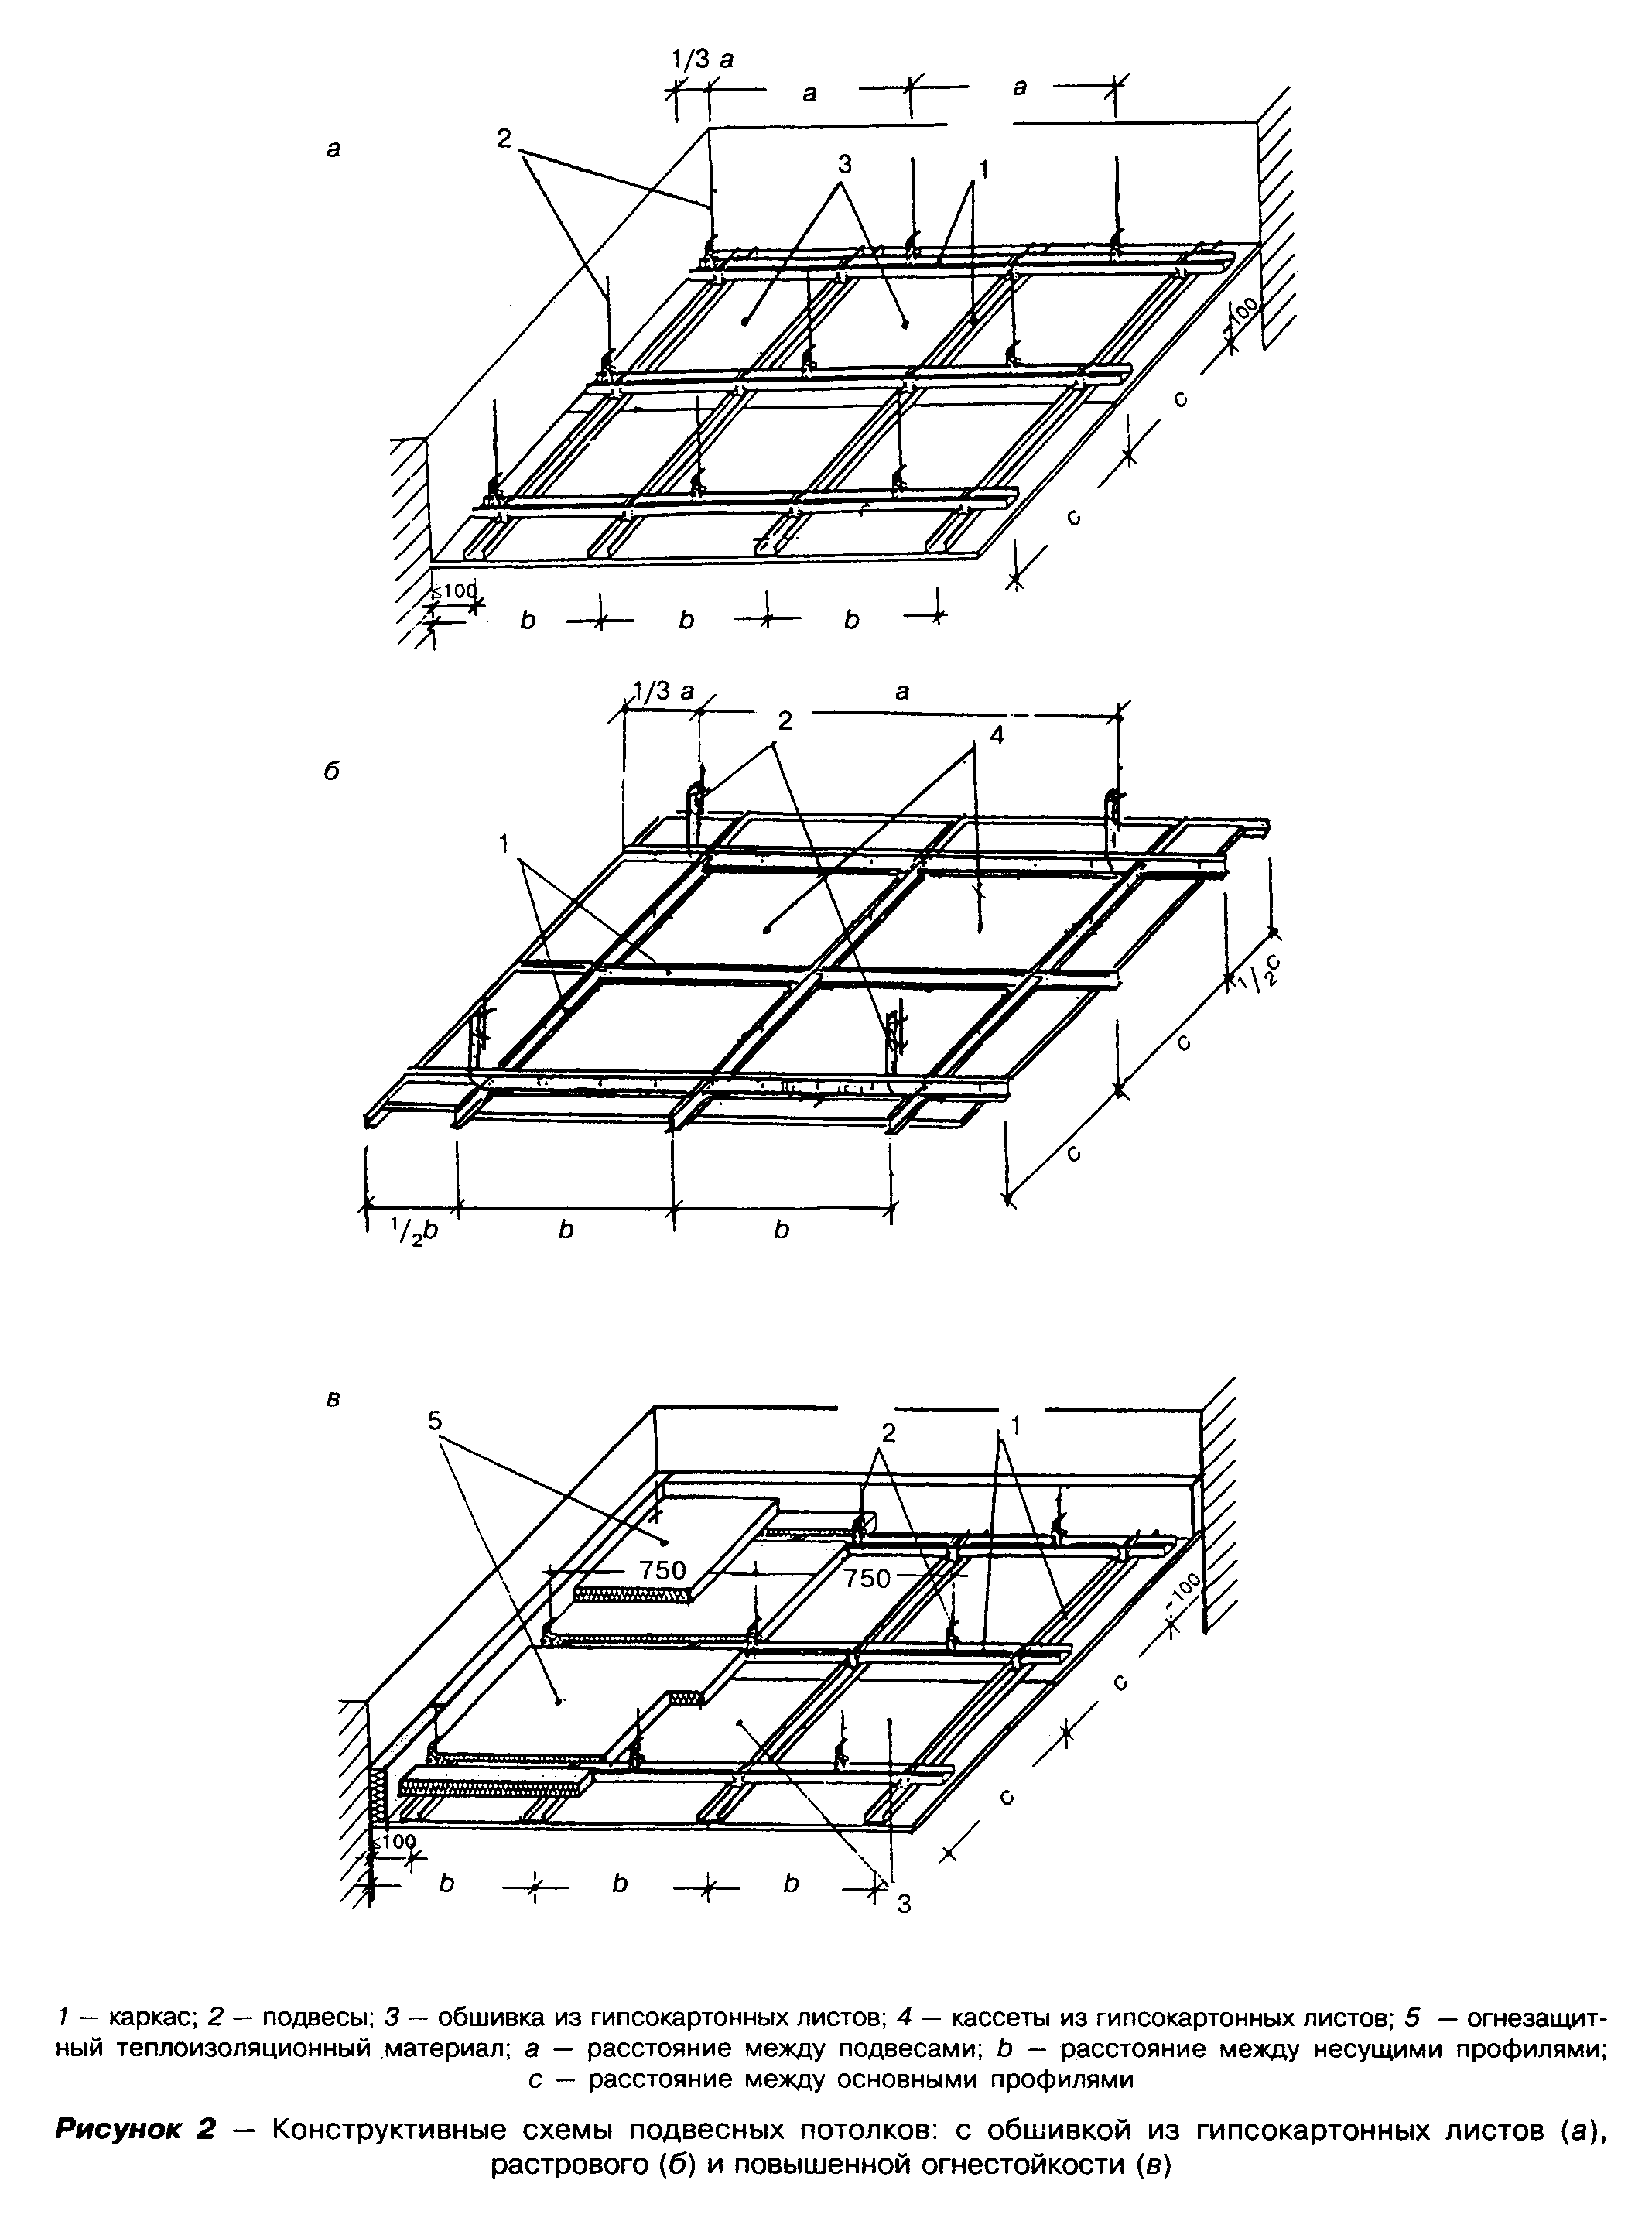 1/3 a
a
a
а
2
3
1
~100
c
c
≤100
b
b
b
1/3 a
a
2
4
б
1
1/2c
c
c
1/2b
b
b
в
5
2
1
750
750
~100
c
c
≤100
b
b
b
3
1 — каркас; 2 — подвесы; 3 — обшивка из гипсокартонных листов; 4 — кассеты из гипсокартонных листов; 5 — огнезащит-
ный теплоизоляционный материал; a — расстояние между подвесами; b — расстояние между несущими профилями;
c — расстояние между основными профилями
Рисунок 2 — Конструктивные схемы подвесных потолков: с обшивкой из гипсокартонных листов (а),
растрового (б) и повышенной огнестойкости (в)